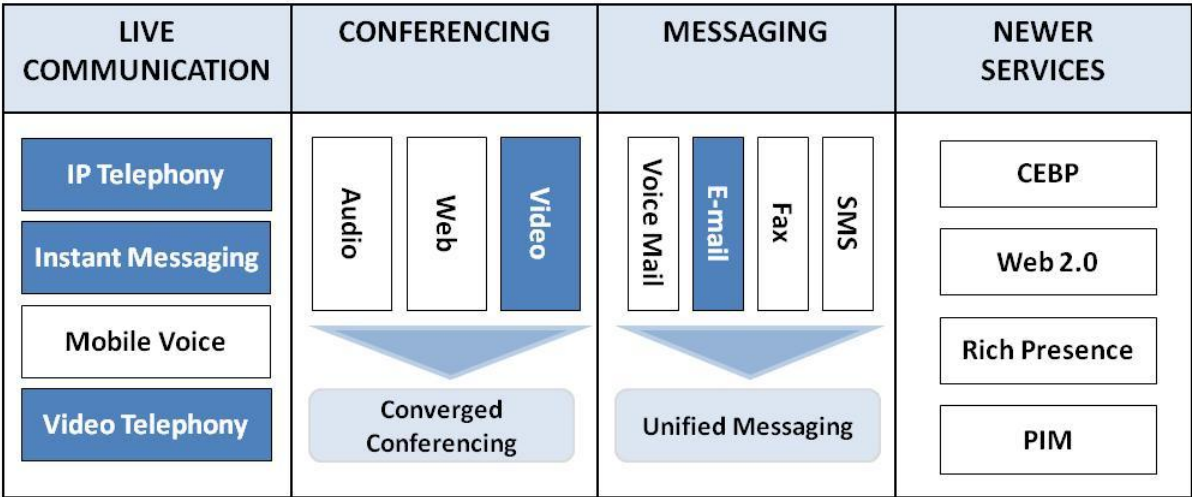 LIVE
COMMUNICATION
CONFERENCING
MESSAGING
NEWER
SERVICES
IP Telephony
Instant Messaging
Mobile Voice
Video Telephony
Audio
Web
Video
Converged
Conferencing
Voice Mail
E-mail
Fax
SMS
Unified Messaging
CEBP
Web 2.0
Rich Presence
PIM